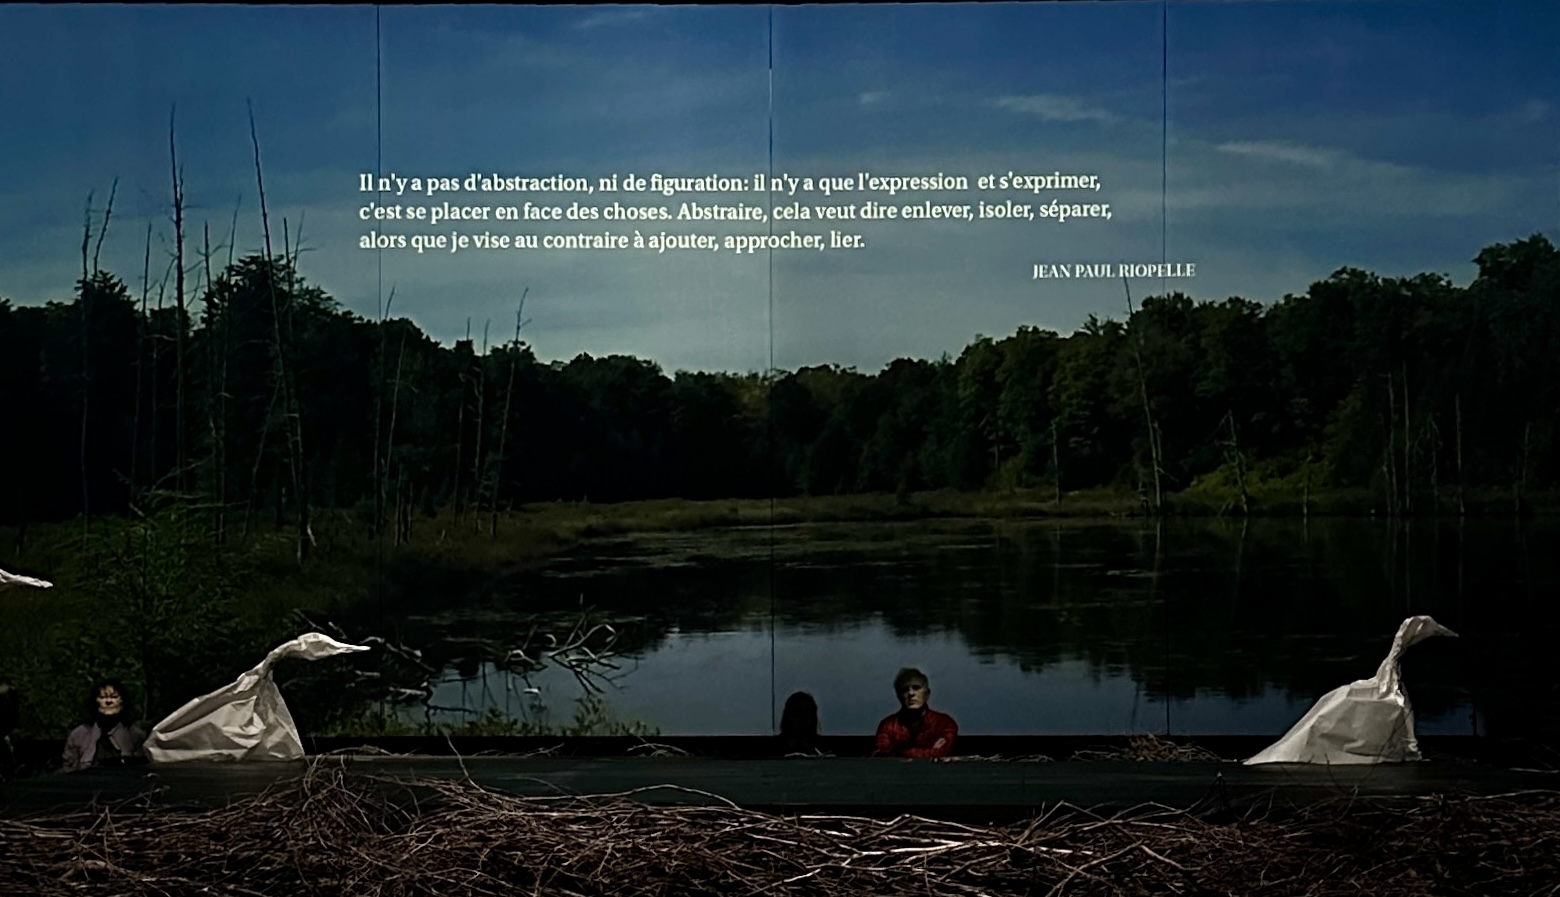 Il n'y a pas d'abstraction, ni de figuration: il n'y a que l'expression  et s'exprimer,
c'est se placer en face des choses. Abstraire, cela veut dire enlever, isoler, séparer,
alors que je vise au contraire à ajouter, approcher, lier.
JEAN PAUL RIOPELLE